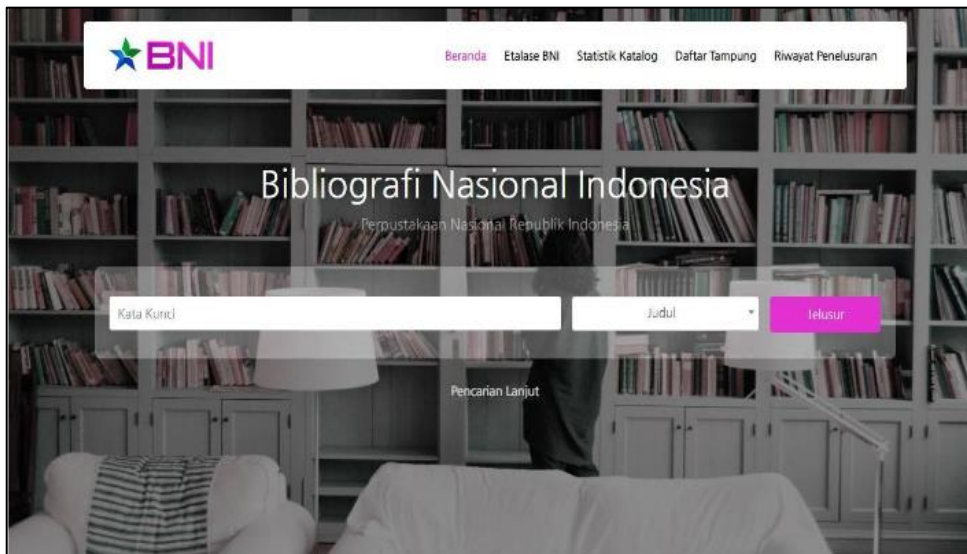 BNI
Beranda Etalase BNI Statistik Katalog Daftar Tampung Riwayat Penelusuran
Bibliografi Nasional Indonesia
Perpustakaan Nasional Republik Indonesia
Kata Kunci Judul Telusur
Pencarian Lanjut